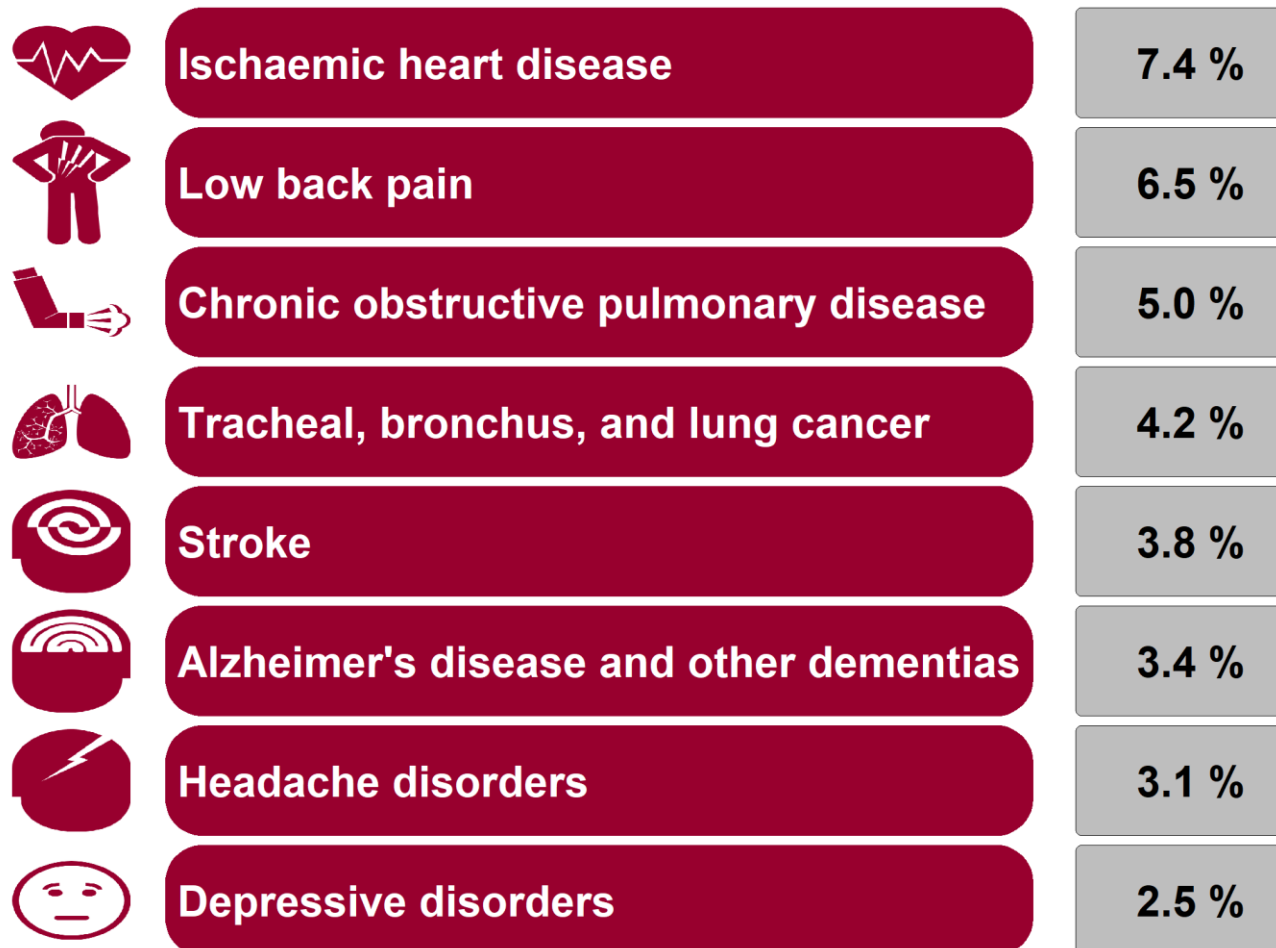 Ischaemic heart disease 7.4 %
Low back pain 6.5 %
Chronic obstructive pulmonary disease 5.0 %
Tracheal, bronchus, and lung cancer 4.2 %
Stroke 3.8 %
Alzheimer's disease and other dementias 3.4 %
Headache disorders 3.1 %
Depressive disorders 2.5 %